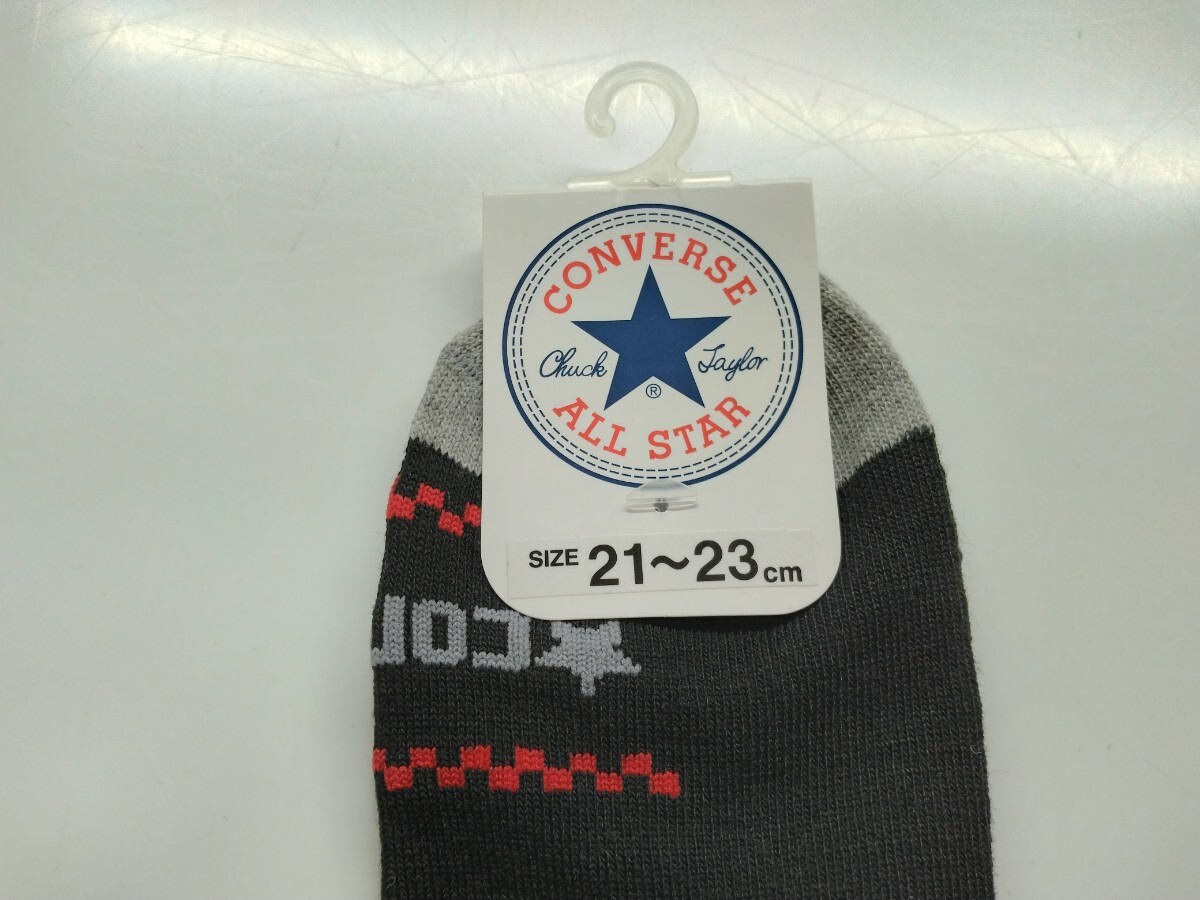 CONVERSE
Chuck Taylor
®
ALL STAR
SIZE 21~23cm